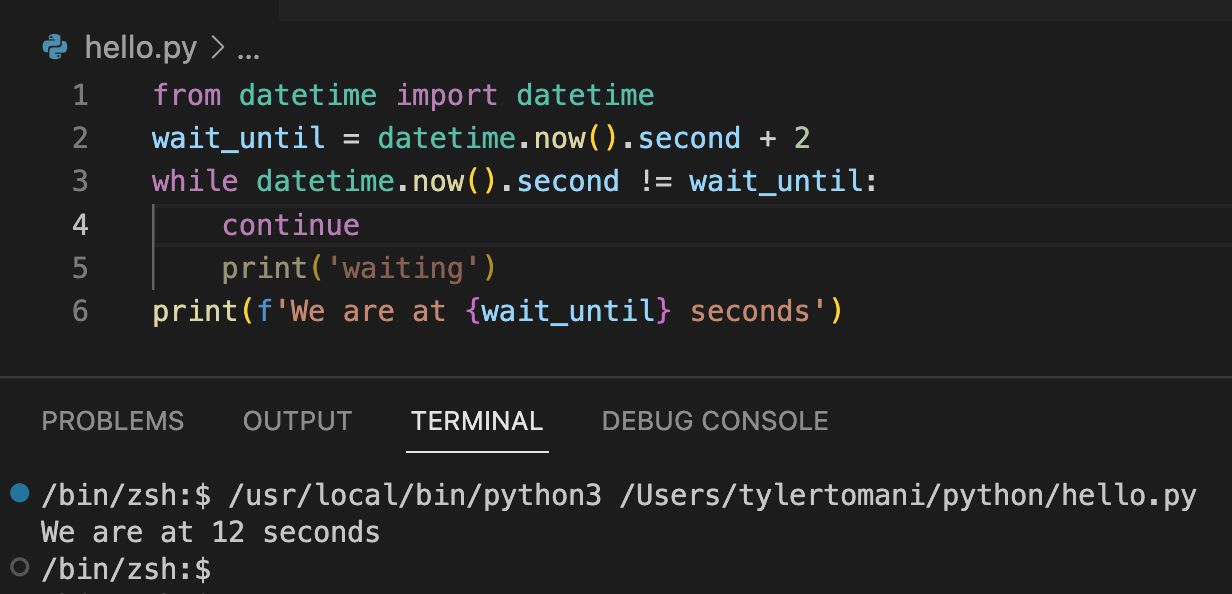 hello.py > ...
1 from datetime import datetime
2 wait_until = datetime.now().second + 2
3 while datetime.now().second != wait_until:
4     continue
5     print('waiting')
6 print(f'We are at {wait_until} seconds')
PROBLEMS OUTPUT TERMINAL DEBUG CONSOLE
/bin/zsh:$ /usr/local/bin/python3 /Users/tylertomani/python/hello.py
We are at 12 seconds
/bin/zsh:$